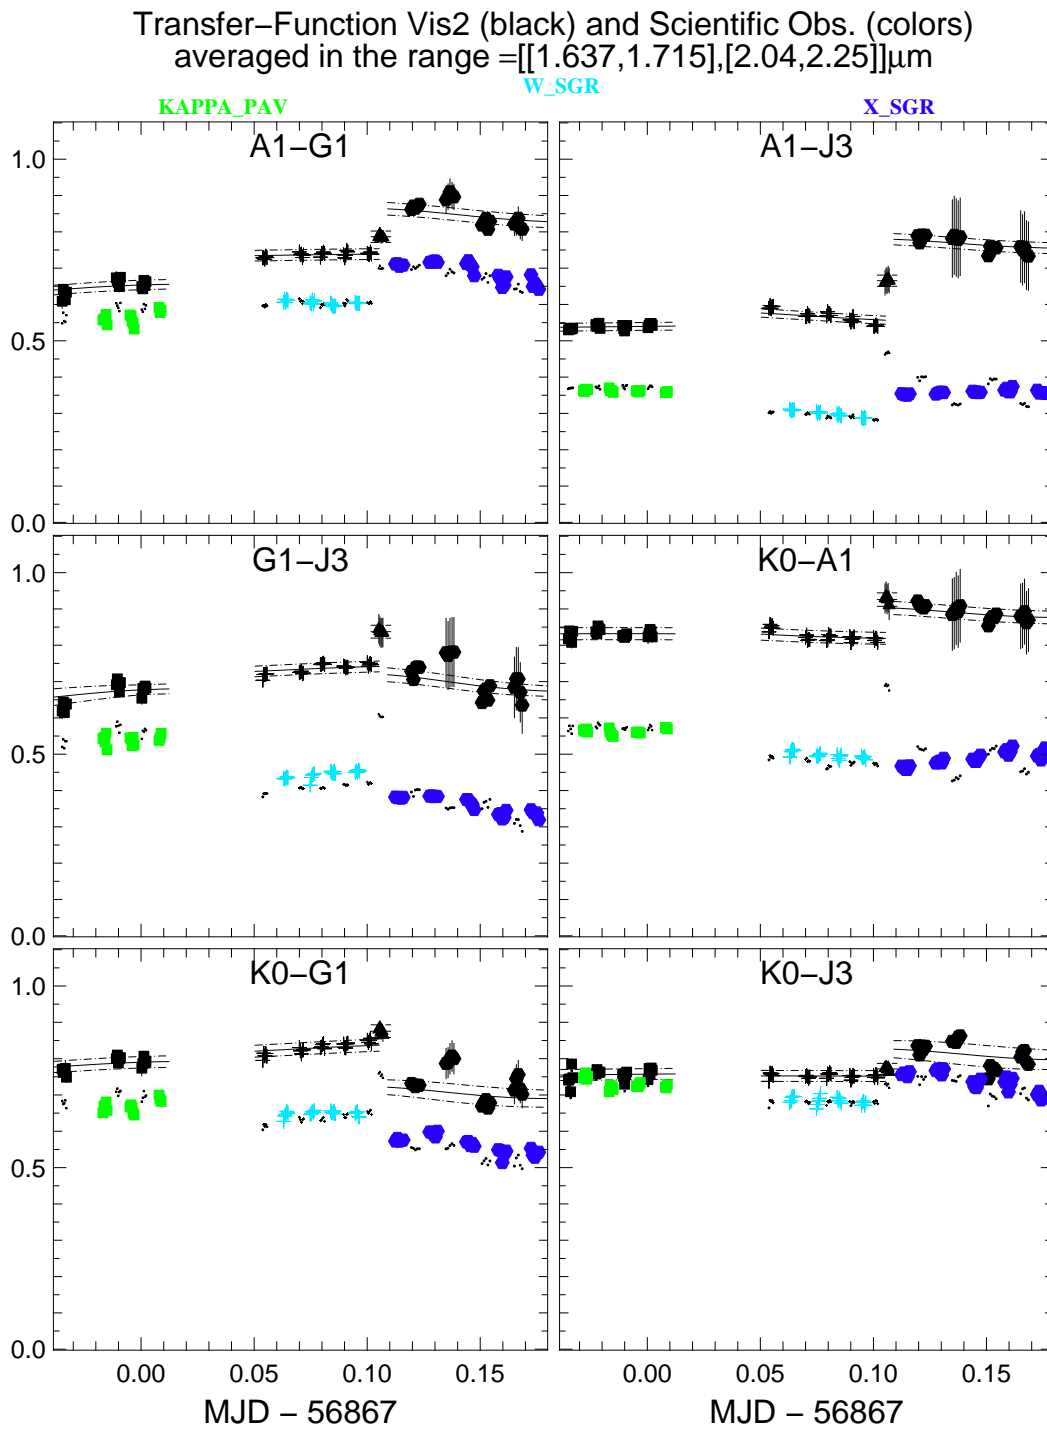 Transfer−Function Vis2 (black) and Scientific Obs. (colors)
averaged in the range =[[1.637,1.715],[2.04,2.25]]μm
W_SGR
KAPPA_PAV X_SGR
A1−G1 A1−J3
1.0
0.5
0.0
G1−J3 K0−A1
1.0
0.5
0.0
K0−G1 K0−J3
1.0
0.5
0.0
0.00 0.05 0.10 0.15 0.00 0.05 0.10 0.15
MJD − 56867 MJD − 56867